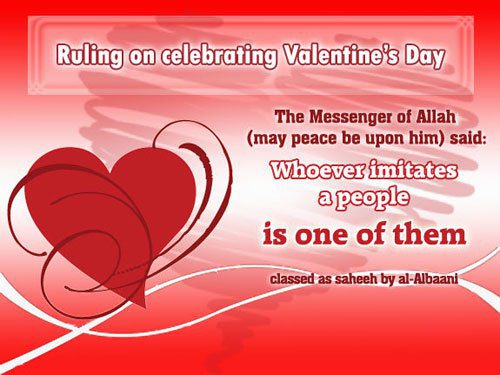 Ruling on celebrating Valentine's Day
The Messenger of Allah
(may peace be upon him) said:
Whoever imitates
a people
is one of them
classed as saheeh by al-Albaani